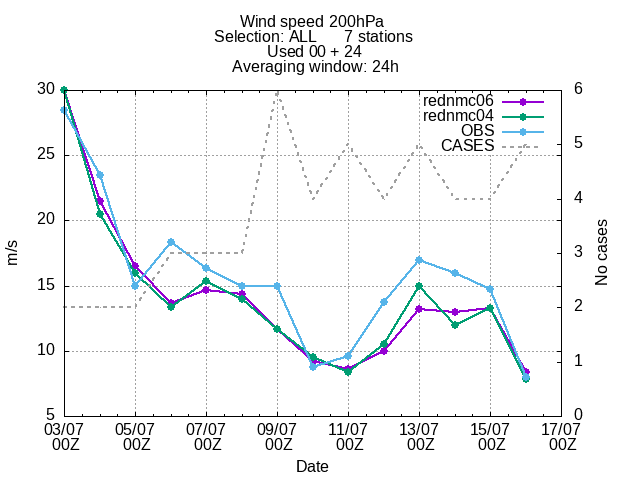 Wind speed 200hPa
Selection: ALL      7 stations
Used 00 + 24
Averaging window: 24h
rednmc06
rednmc04
OBS
CASES
30
25
20
15
10
5
m/s
6
5
4
3
2
1
0
No cases
03/07 05/07 07/07 09/07 11/07 13/07 15/07 17/07
00Z 00Z 00Z 00Z 00Z 00Z 00Z 00Z
Date